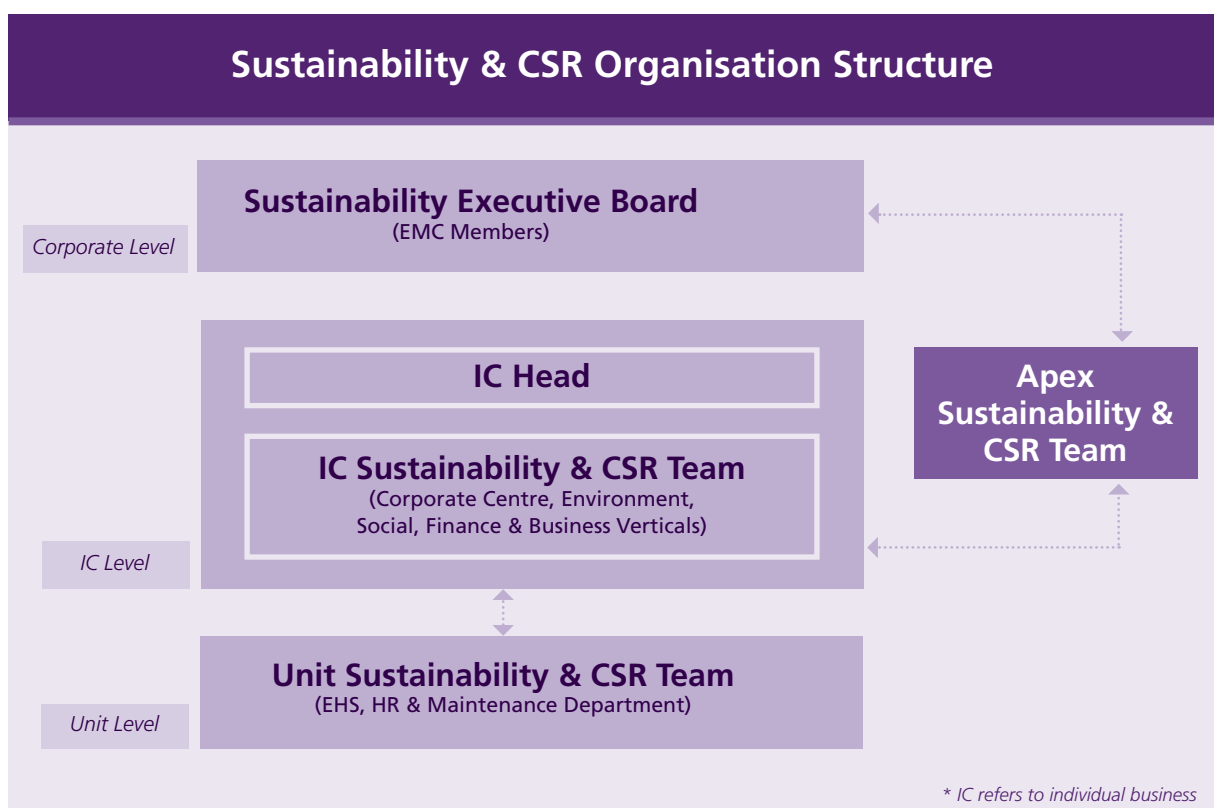 Sustainability & CSR Organisation Structure
Sustainability Executive Board
(EMC Members)
Corporate Level
IC Head
Apex
Sustainability &
CSR Team
IC Sustainability & CSR Team
(Corporate Centre, Environment,
Social, Finance & Business Verticals)
IC Level
Unit Sustainability & CSR Team
(EHS, HR & Maintenance Department)
Unit Level
* IC refers to individual business